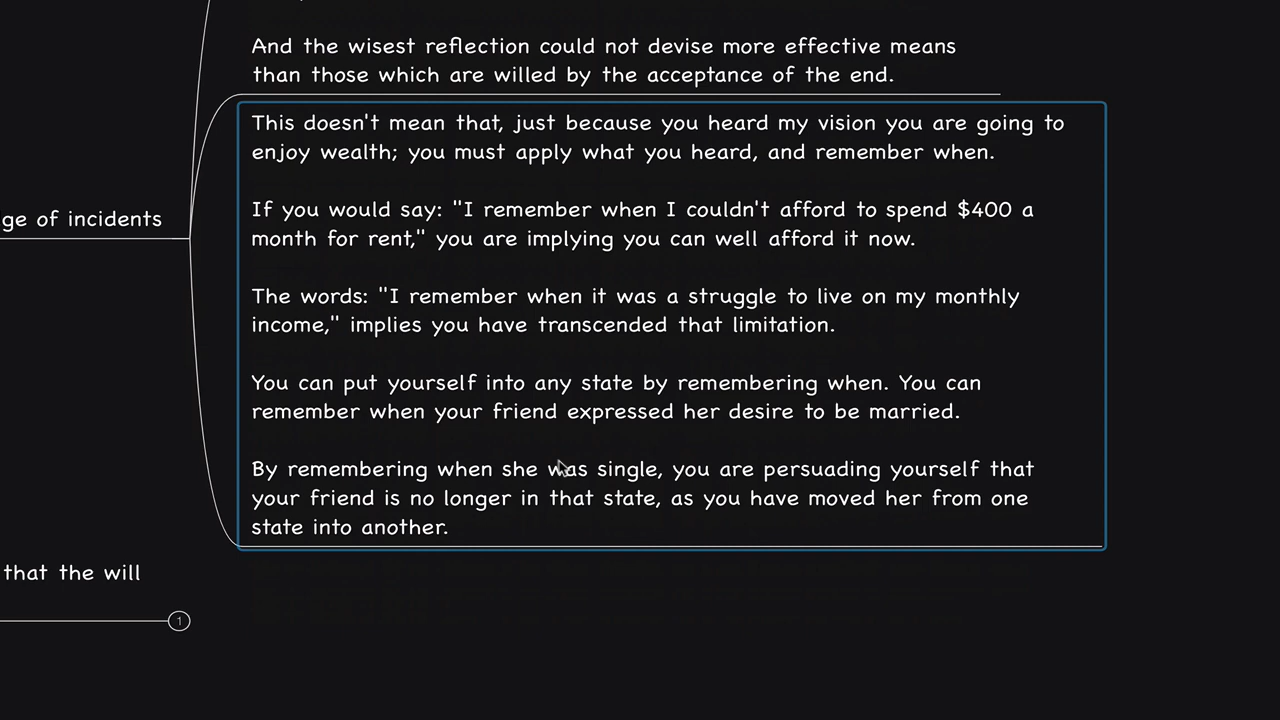 And the wisest reflection could not devise more effective means
than those which are willed by the acceptance of the end.
This doesn't mean that, just because you heard my vision you are going to
enjoy wealth; you must apply what you heard, and remember when.
If you would say: "I remember when I couldn't afford to spend $400 a
month for rent," you are implying you can well afford it now.
ge of incidents
The words: "I remember when it was a struggle to live on my monthly
income," implies you have transcended that limitation.
You can put yourself into any state by remembering when. You can
remember when your friend expressed her desire to be married.
By remembering when she was single, you are persuading yourself that
your friend is no longer in that state, as you have moved her from one
state into another.
that the will
1